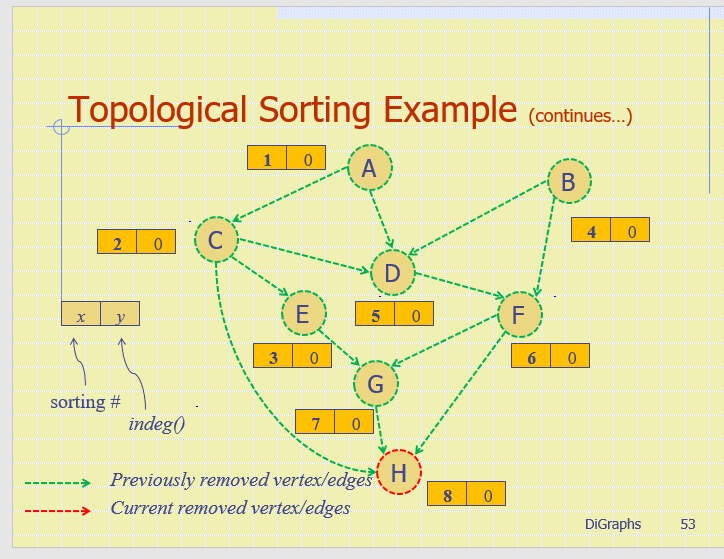 Topological Sorting Example (continues...)
1 0
A
B
4 0
2 0
C
D
x y
E
5 0
F
3 0
6 0
sorting #
G
indeg()
7 0
Previously removed vertex/edges
H
8 0
Current removed vertex/edges
DiGraphs 53